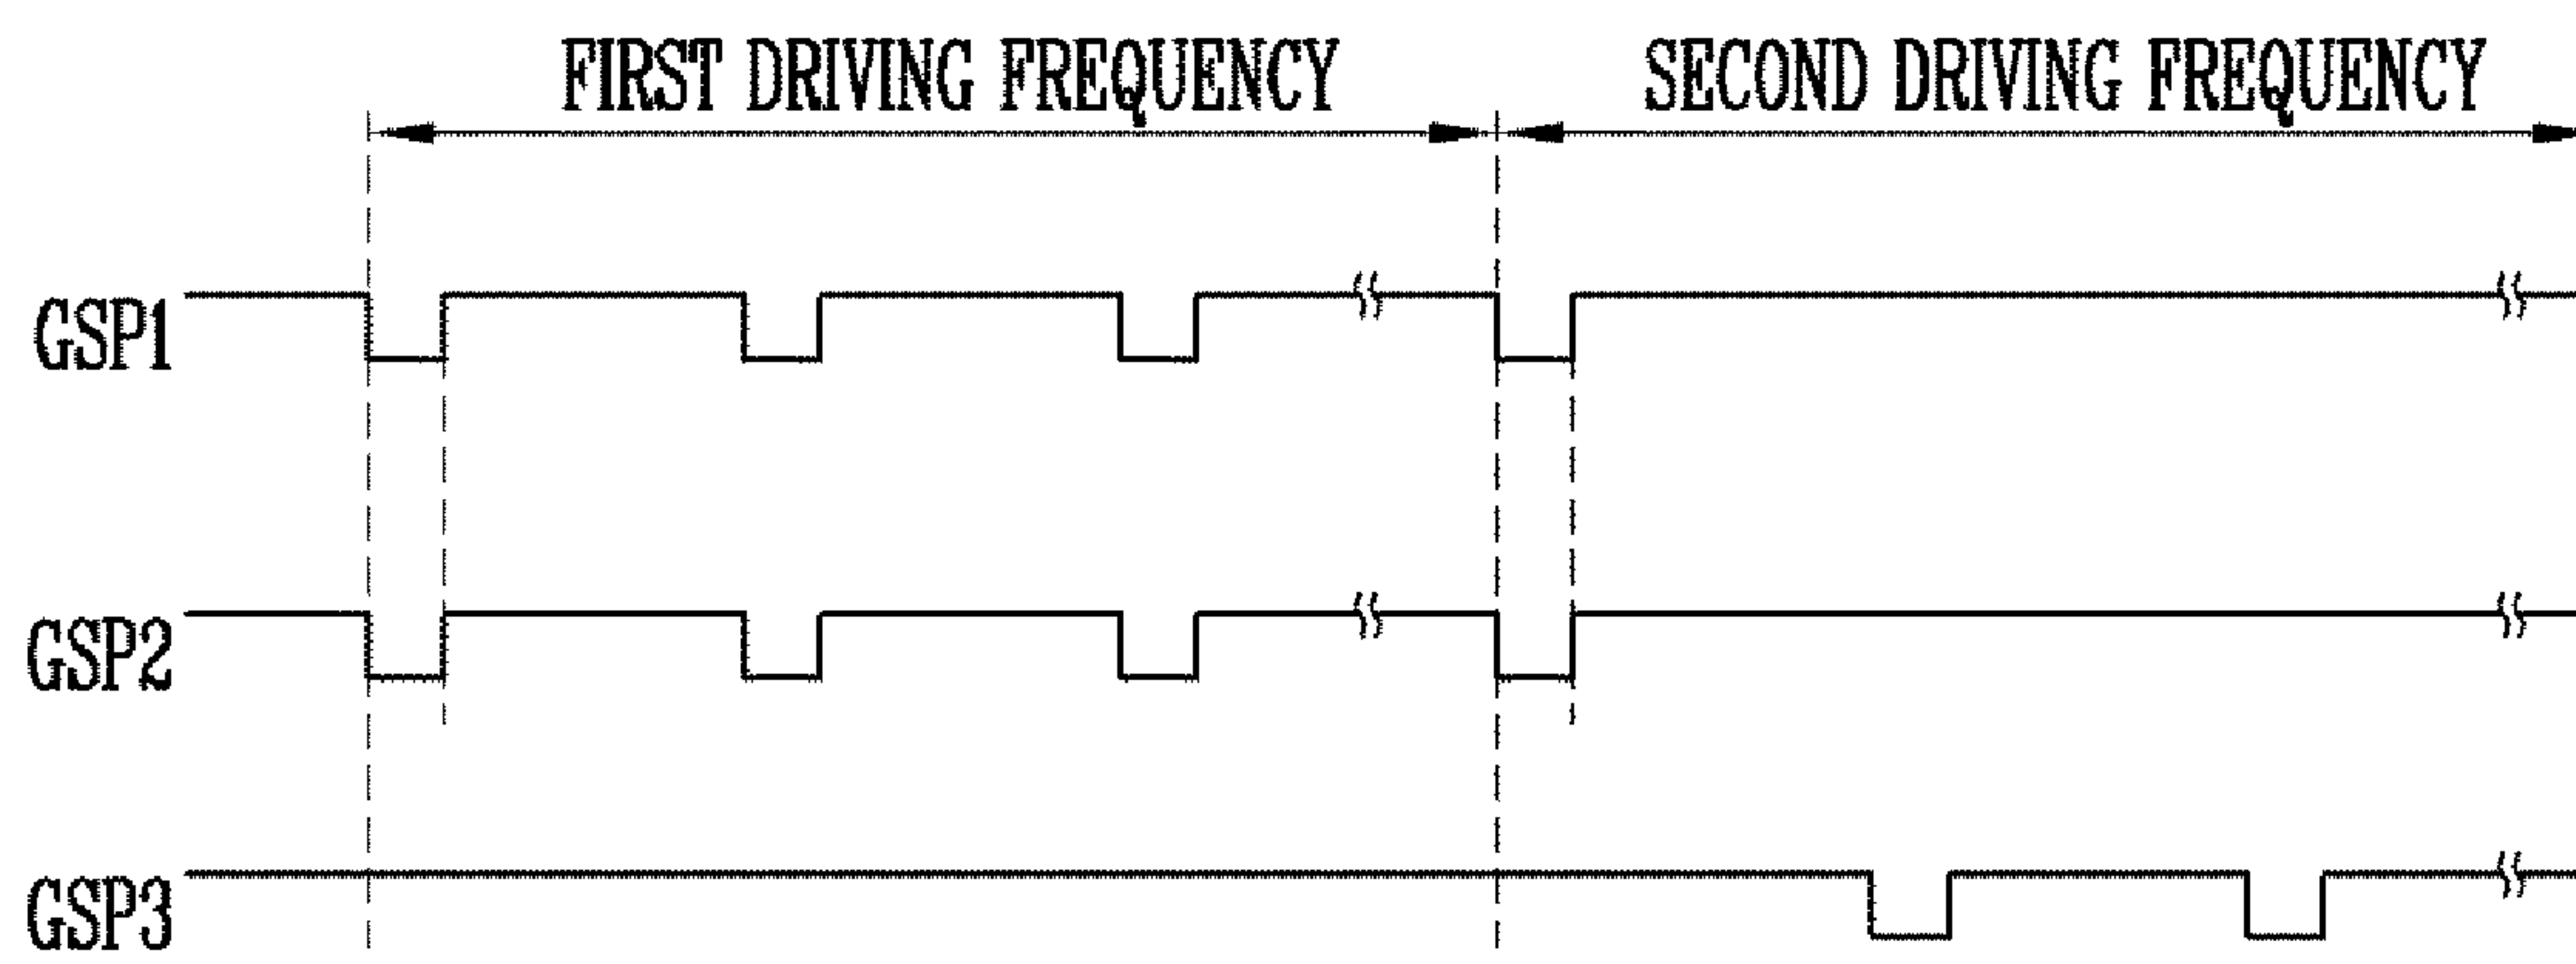 FIRST DRIVING FREQUENCY
SECOND DRIVING FREQUENCY
GSP1
GSP2
GSP3